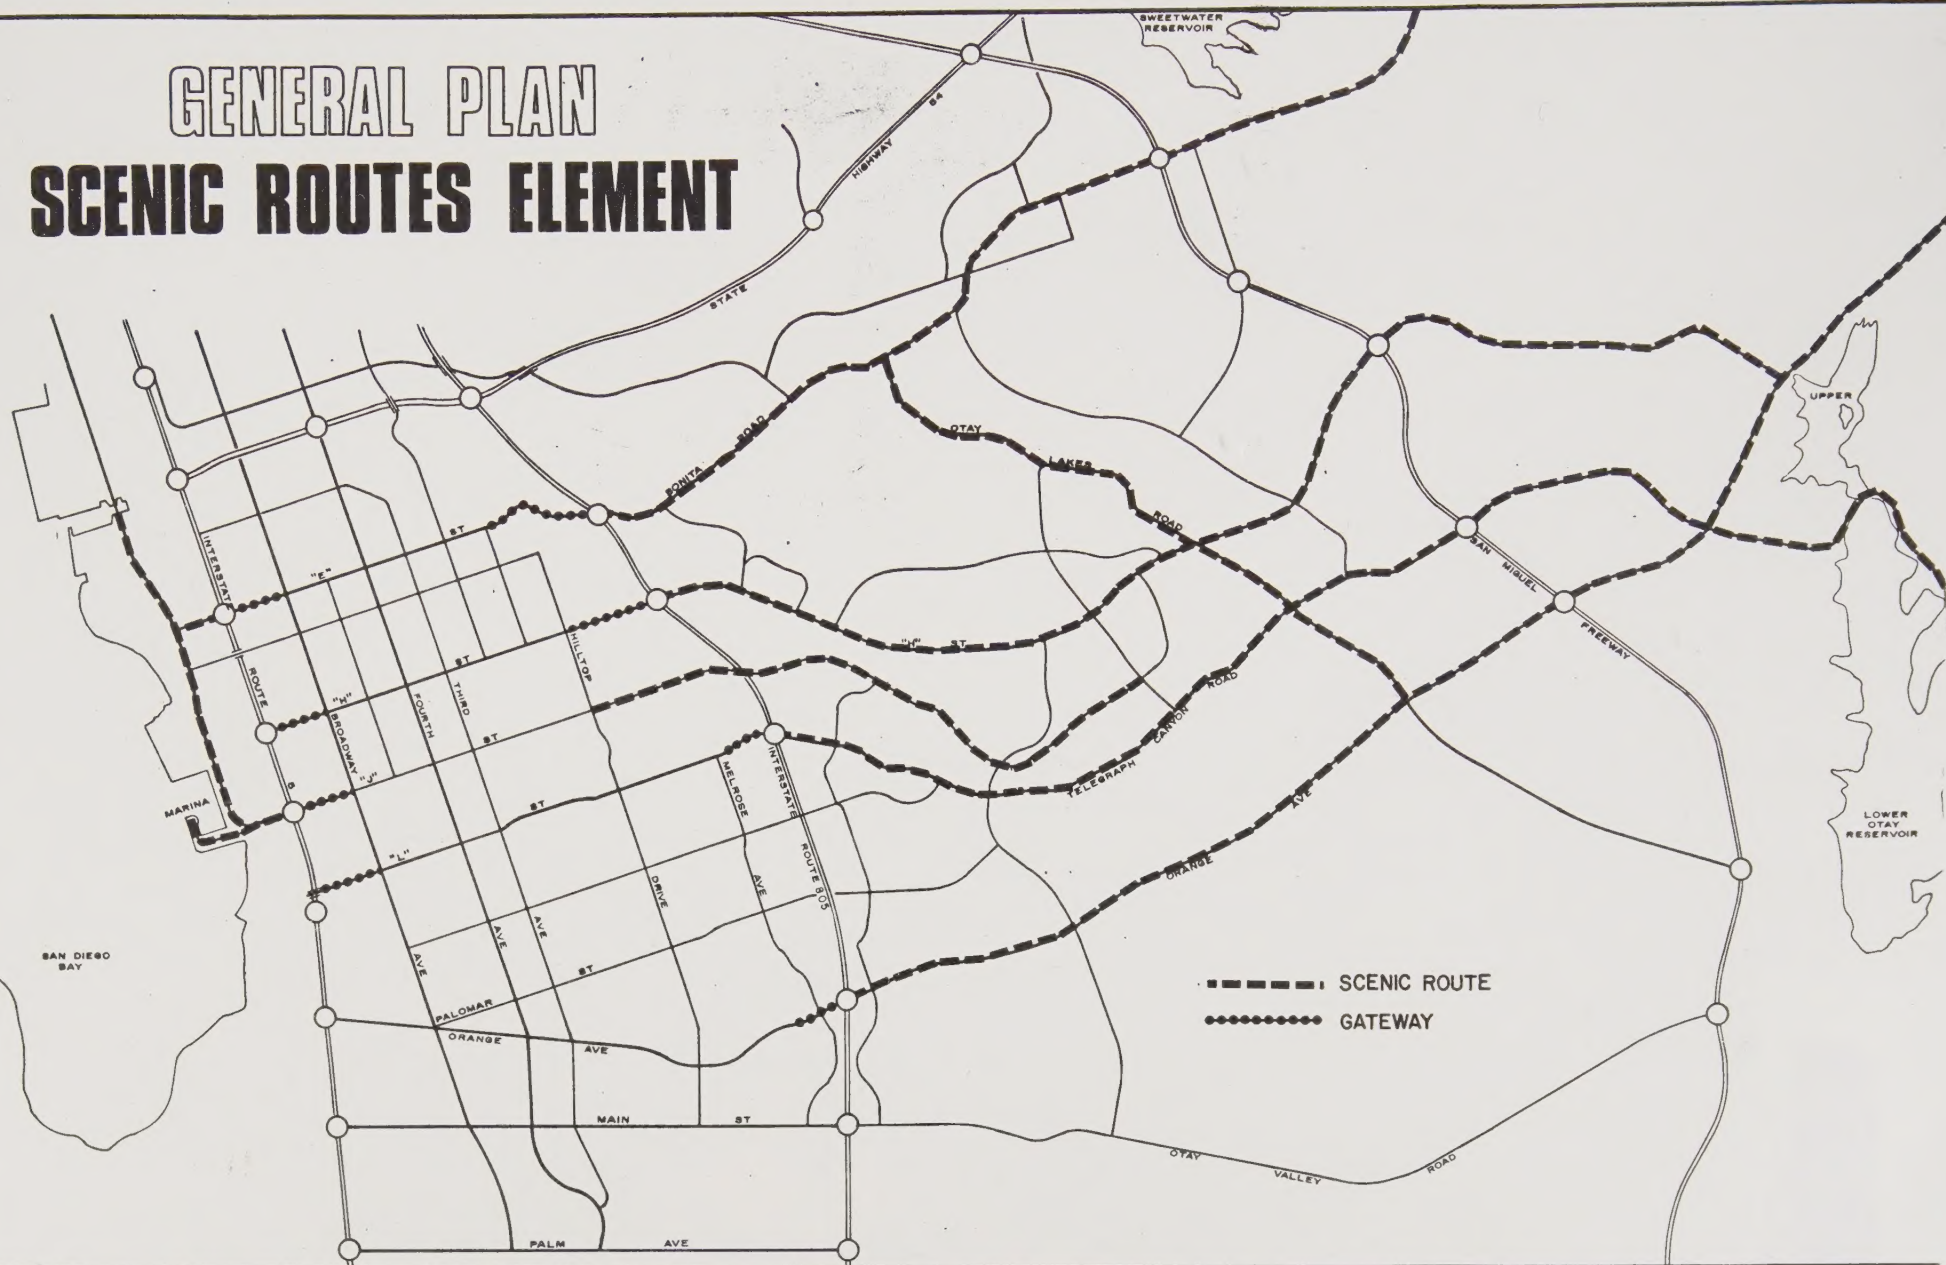 GENERAL PLAN
SCENIC ROUTES ELEMENT
SWEETWATER
RESERVOIR
STATE
HIGHWAY
54
UPPER
BONITA
ROAD
OTAY
LAKES
ROAD
"E"
ST
INTERSTATE
ROUTE
5
"H"
ST
"H"
ST
HILLTOP
DRIVE
THIRD
AVE
FOURTH
AVE
BROADWAY
AVE
"J"
ST
"L"
ST
MARINA
MELROSE
AVE
INTERSTATE
ROUTE 805
TELEGRAPH
CANYON
ROAD
SAN
MIGUEL
FREEWAY
ORANGE
AVE
LOWER
OTAY
RESERVOIR
SAN DIEGO
BAY
PALOMAR
ST
ORANGE
AVE
SCENIC ROUTE
GATEWAY
MAIN
ST
OTAY
VALLEY
ROAD
PALM
AVE